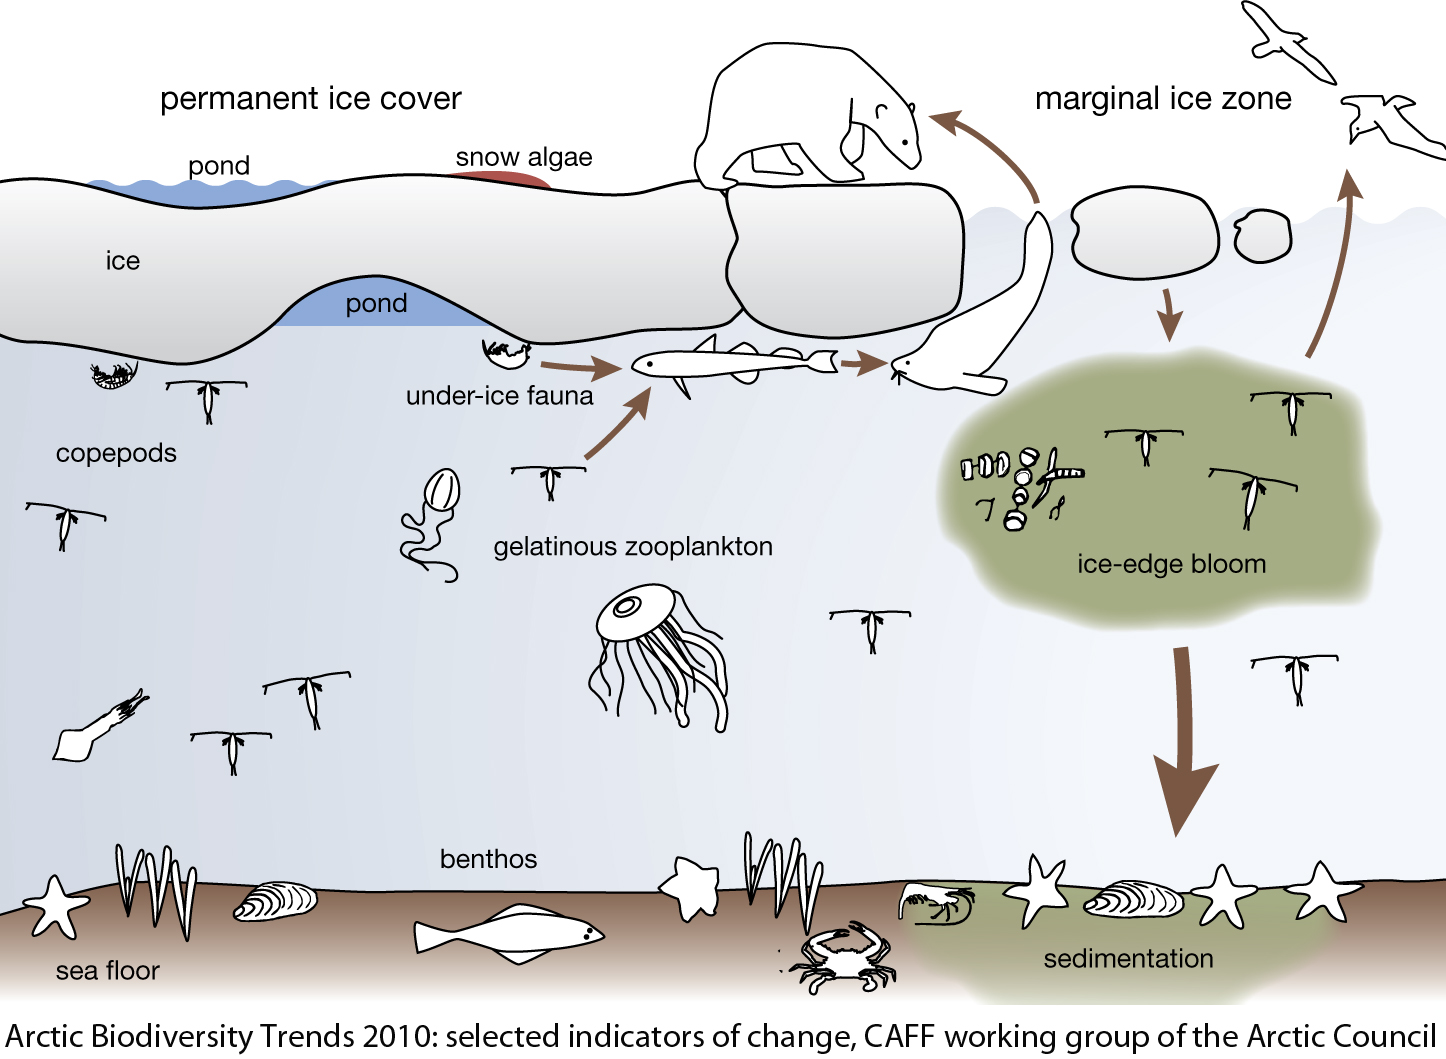 permanent ice cover
marginal ice zone
pond
snow algae
ice
pond
under-ice fauna
copepods
gelatinous zooplankton
ice-edge bloom
benthos
sea floor
sedimentation
Arctic Biodiversity Trends 2010: selected indicators of change, CAFF working group of the Arctic Council